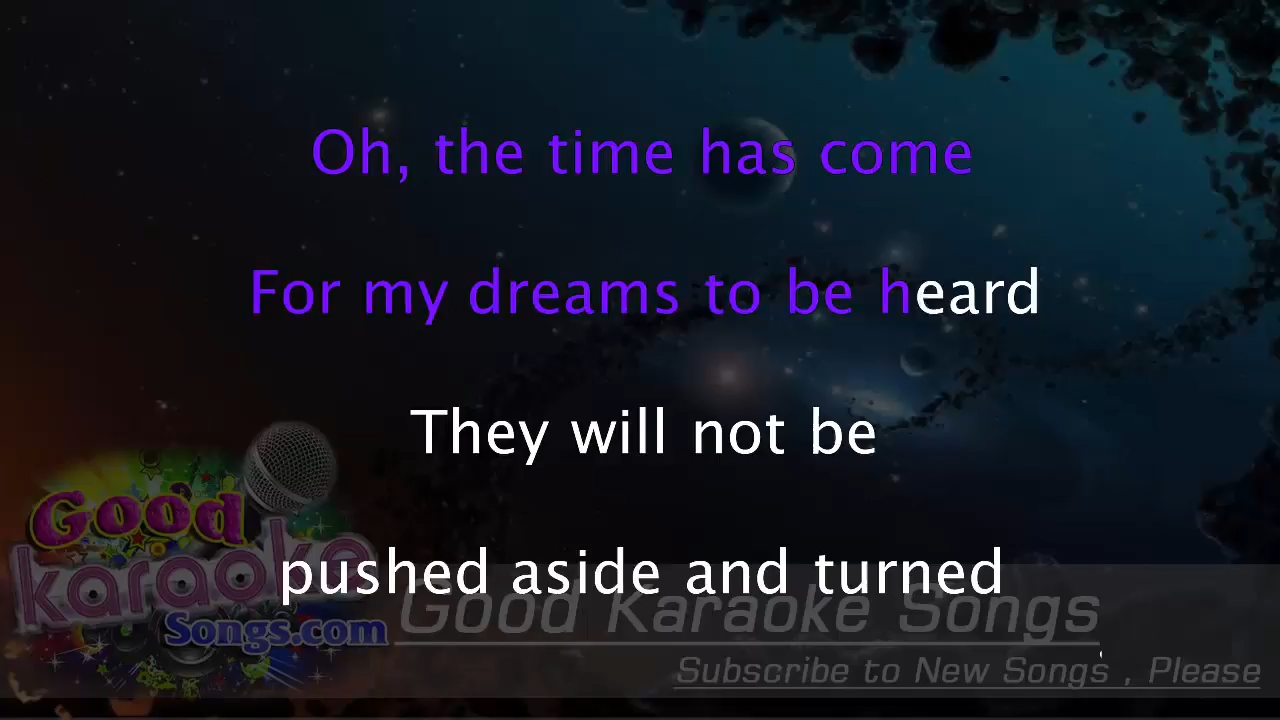 Oh, the time has come
For my dreams to be heard
They will not be
pushed aside and turned
Good
karaoke
Songs.com
Good Karaoke Songs
Subscribe to New Songs , Please